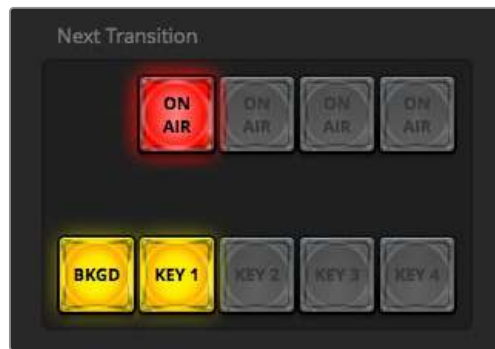 Next Transition
ON AIR ON AIR ON AIR ON AIR
BKGD KEY 1 KEY 2 KEY 3 KEY 4